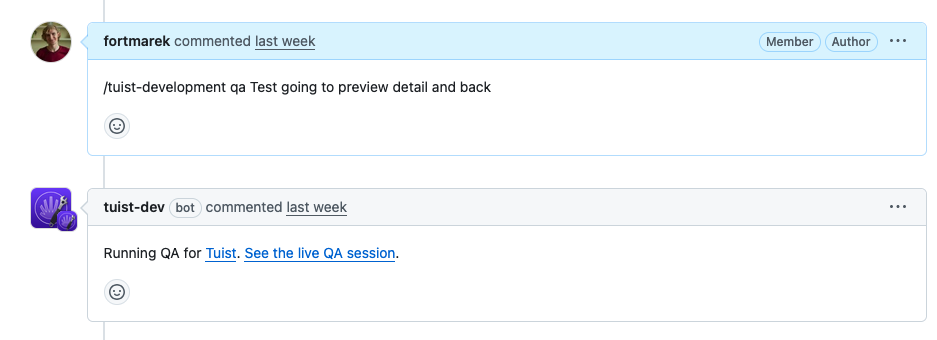 fortmarek commented last week Member Author
/tuist-development qa Test going to preview detail and back
tuist-dev bot commented last week
Running QA for Tuist. See the live QA session.